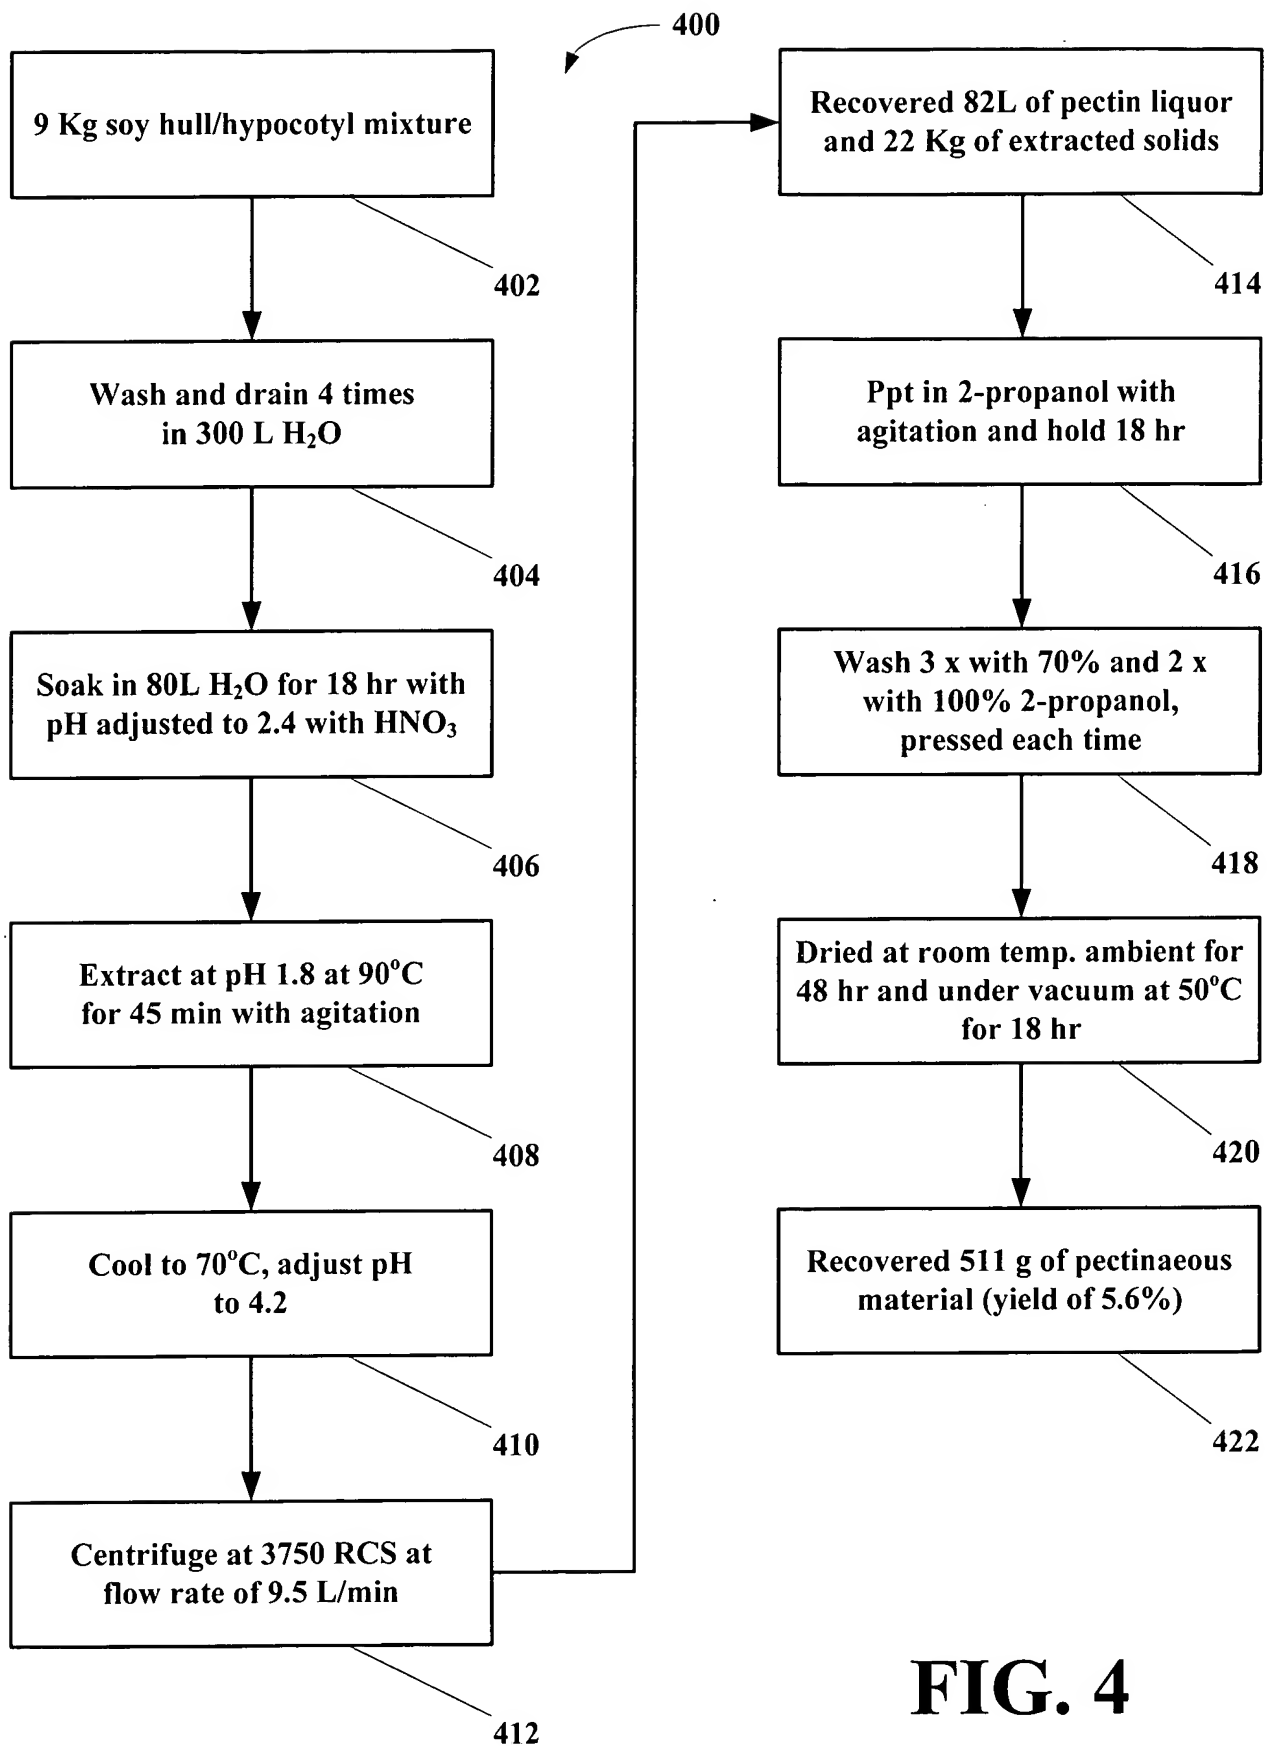 400
9 Kg soy hull/hypocotyl mixture
402
Wash and drain 4 times
in 300 L H₂O
404
Soak in 80L H₂O for 18 hr with
pH adjusted to 2.4 with HNO₃
406
Extract at pH 1.8 at 90°C
for 45 min with agitation
408
Cool to 70°C, adjust pH
to 4.2
410
Centrifuge at 3750 RCS at
flow rate of 9.5 L/min
412
Recovered 82L of pectin liquor
and 22 Kg of extracted solids
414
Ppt in 2-propanol with
agitation and hold 18 hr
416
Wash 3 x with 70% and 2 x
with 100% 2-propanol,
pressed each time
418
Dried at room temp. ambient for
48 hr and under vacuum at 50°C
for 18 hr
420
Recovered 511 g of pectinaeous
material (yield of 5.6%)
422
FIG. 4